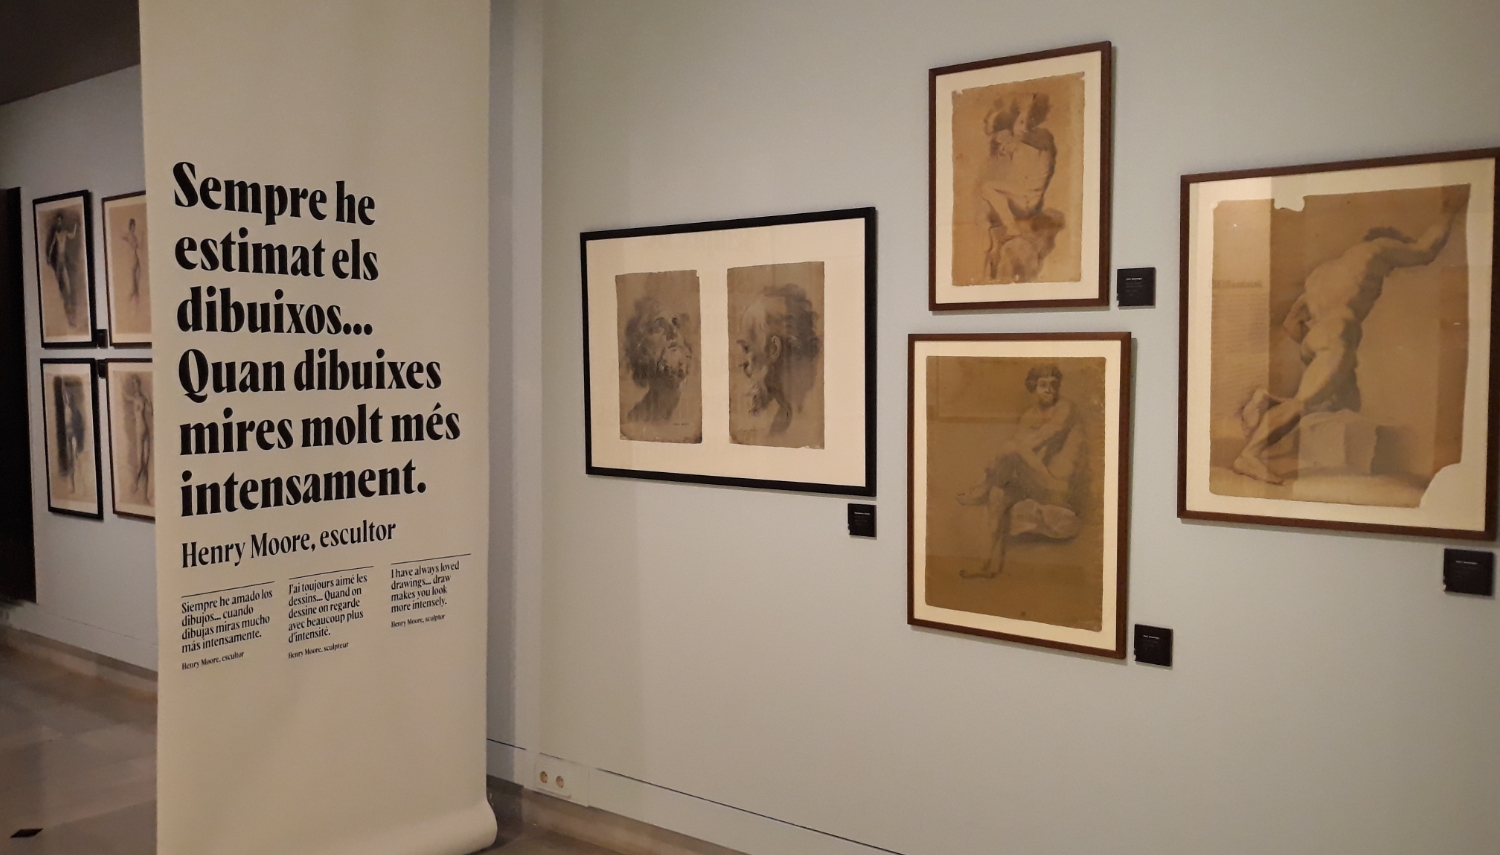 Sempre he
estimat els
dibuixos...
Quan dibuixes
mires molt més
intensament.
Henry Moore, escultor
Siempre he amado los
dibujos... cuando
dibujas miras mucho
más intensamente.
Henry Moore, escultor
J'ai toujours aimé les
dessins... Quand on
dessine on regarde
avec beaucoup plus
d'intensité.
Henry Moore, sculpteur
I have always loved
drawings... draw
makes you look
more intensely.
Henry Moore, sculptor